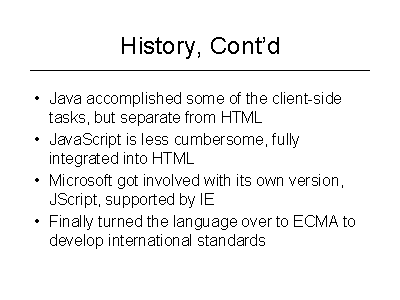 History, Cont'd
• Java accomplished some of the client-side
tasks, but separate from HTML
• JavaScript is less cumbersome, fully
integrated into HTML
• Microsoft got involved with its own version,
JScript, supported by IE
• Finally turned the language over to ECMA to
develop international standards